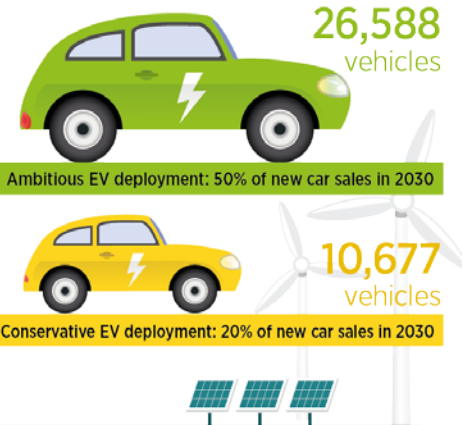 26,588
vehicles
Ambitious EV deployment: 50% of new car sales in 2030
10,677
vehicles
Conservative EV deployment: 20% of new car sales in 2030